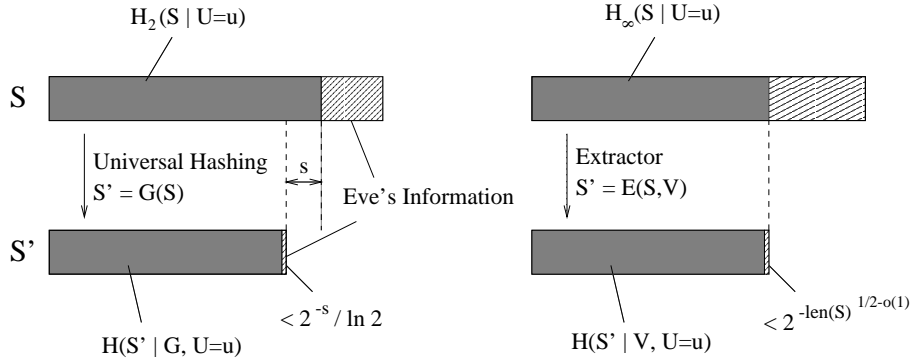 H₂(S | U=u)
H∞(S | U=u)
S
Universal Hashing
S' = G(S)
s
Extractor
S' = E(S,V)
Eve's Information
S'
< 2^-s / ln 2
< 2^-len(S)^1/2-o(1)
H(S' | G, U=u)
H(S' | V, U=u)